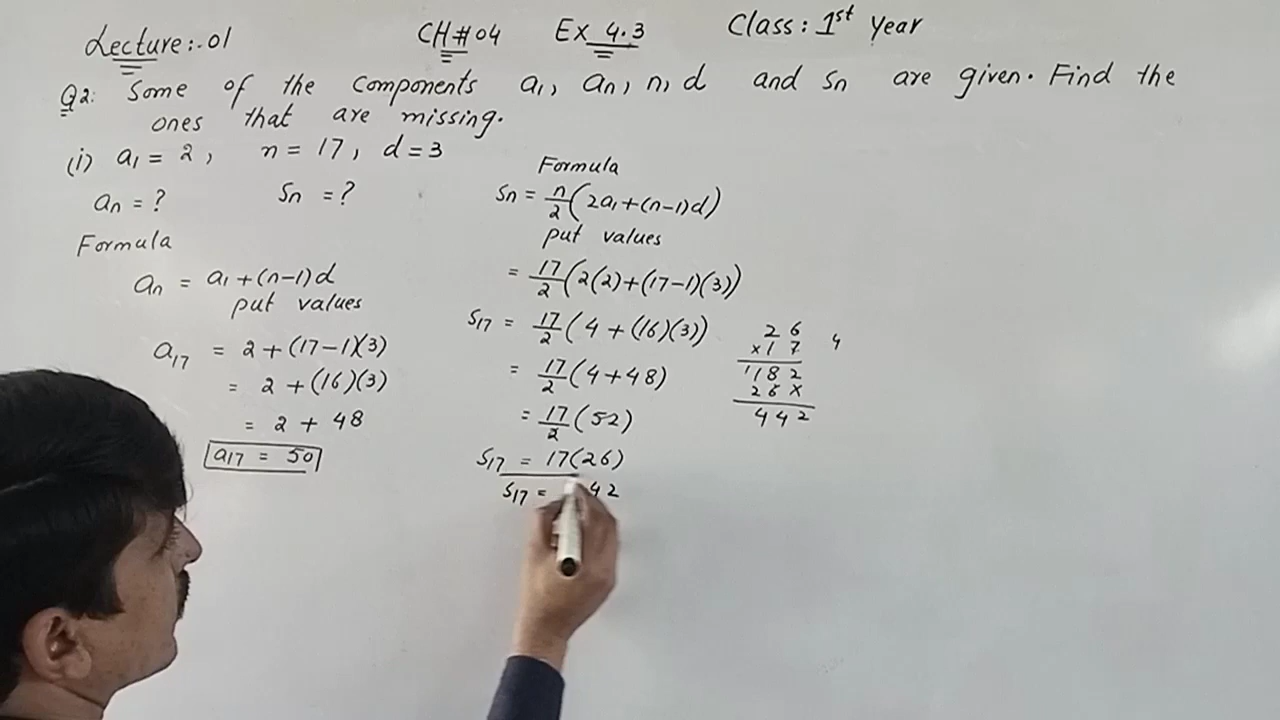 Lecture:-01 CH#04 Ex 4.3 Class: 1st Year
Q2: Some of the components a₁, aₙ, n, d and Sn are given. Find the
ones that are missing.
(i) a₁ = 2, n = 17, d = 3
aₙ = ? Sn = ?
Formula
aₙ = a₁ + (n-1)d
put values
a₁₇ = 2 + (17-1)(3)
= 2 + (16)(3)
= 2 + 48
a₁₇ = 50
Formula
Sn = n/2 (2a₁ + (n-1)d)
put values
= 17/2 (2(2) + (17-1)(3))
S₁₇ = 17/2 (4 + (16)(3))
= 17/2 (4 + 48)
= 17/2 (52)
S₁₇ = 17(26)
S₁₇ = 42
26 4
×17
182
26×
442